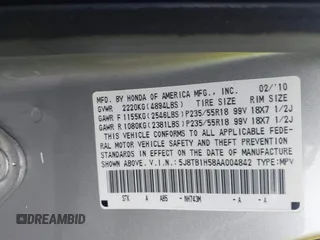 MFD. BY HONDA OF AMERICA MFG., INC. 02/'10
GVWR 2220KG(4894LBS) TIRE SIZE RIM SIZE
GAWR F 1155KG(2546LBS) P235/55R18 99V 18X7 1/2J
GAWR R 1080KG(2381LBS) P235/55R18 99V 18X7 1/2J
THIS VEHICLE CONFORMS TO ALL APPLICABLE FEDE-
RAL MOTOR VEHICLE SAFETY AND THEFT PREVENTION
STANDARDS IN EFFECT ON THE DATE OF MANUFACTURE
SHOWN ABOVE. V.I.N:5J8TB1H58AA004842 TYPE:MPV
STK A A85 - NH743M - A - A
AUTOBIDMASTER